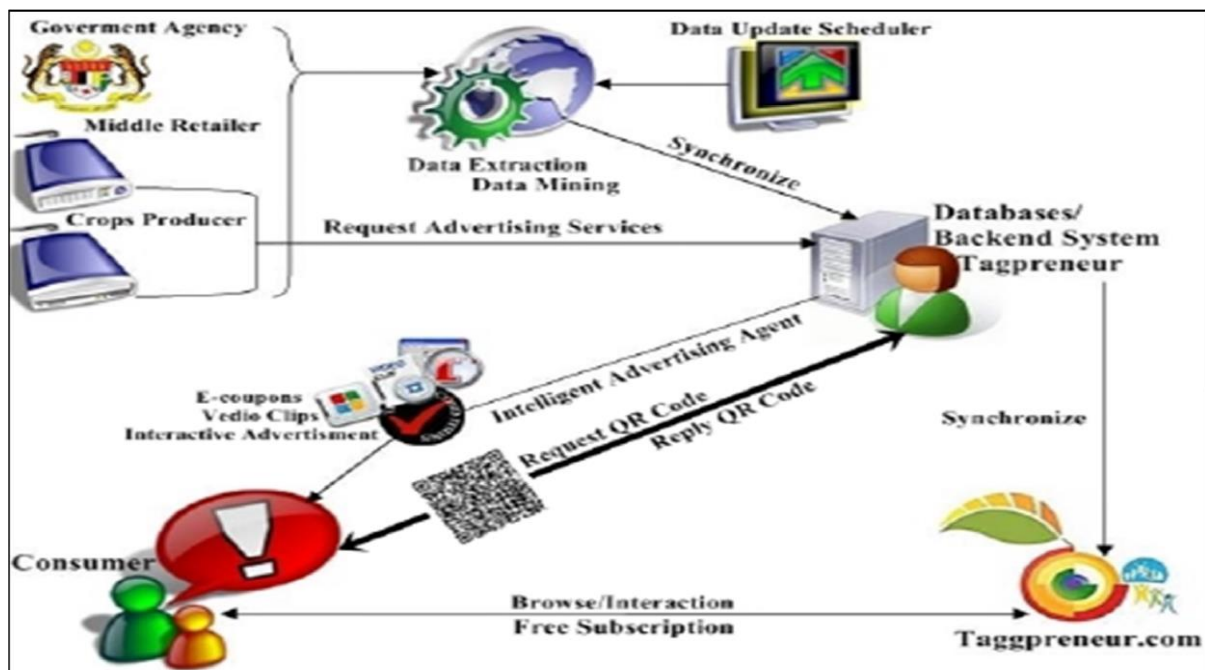 Goverment Agency
Data Update Scheduler
Middle Retailer
Data Extraction
Data Mining
Synchronize
Crops Producer
Request Advertising Services
Databases/
Backend System
Tagpreneur
Intelligent Advertising Agent
E-coupons
Vedio Clips
Interactive Advertisment
Request QR Code
Reply QR Code
Synchronize
Consumer
Browse/Interaction
Free Subscription
Taggpreneur.com